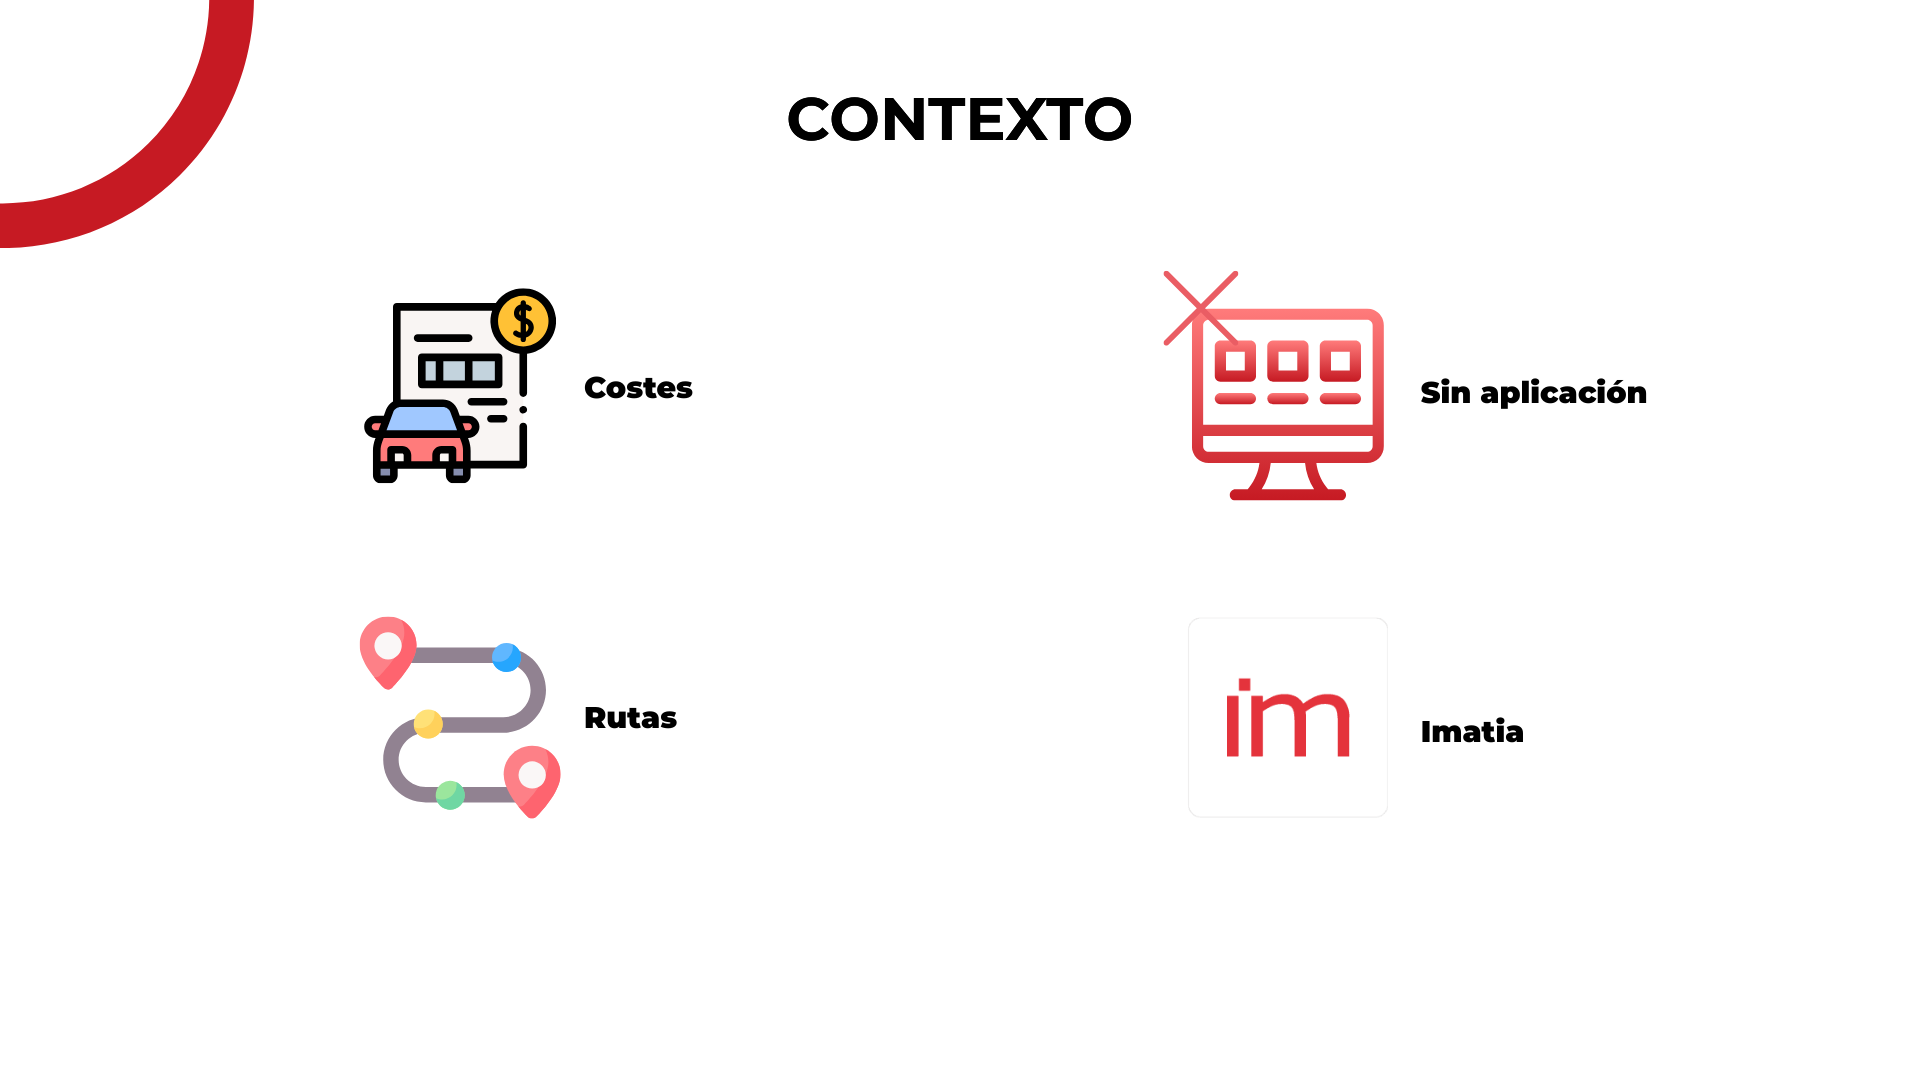 CONTEXTO
$
Costes
Sin aplicación
Rutas
im
Imatia